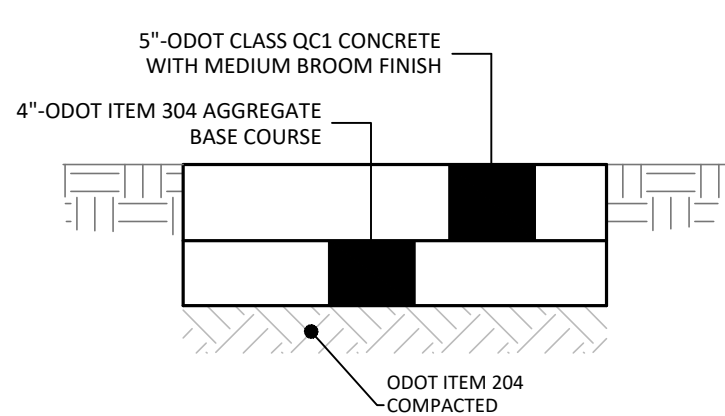 5"-ODOT CLASS QC1 CONCRETE
WITH MEDIUM BROOM FINISH
4"-ODOT ITEM 304 AGGREGATE
BASE COURSE
ODOT ITEM 204
COMPACTED